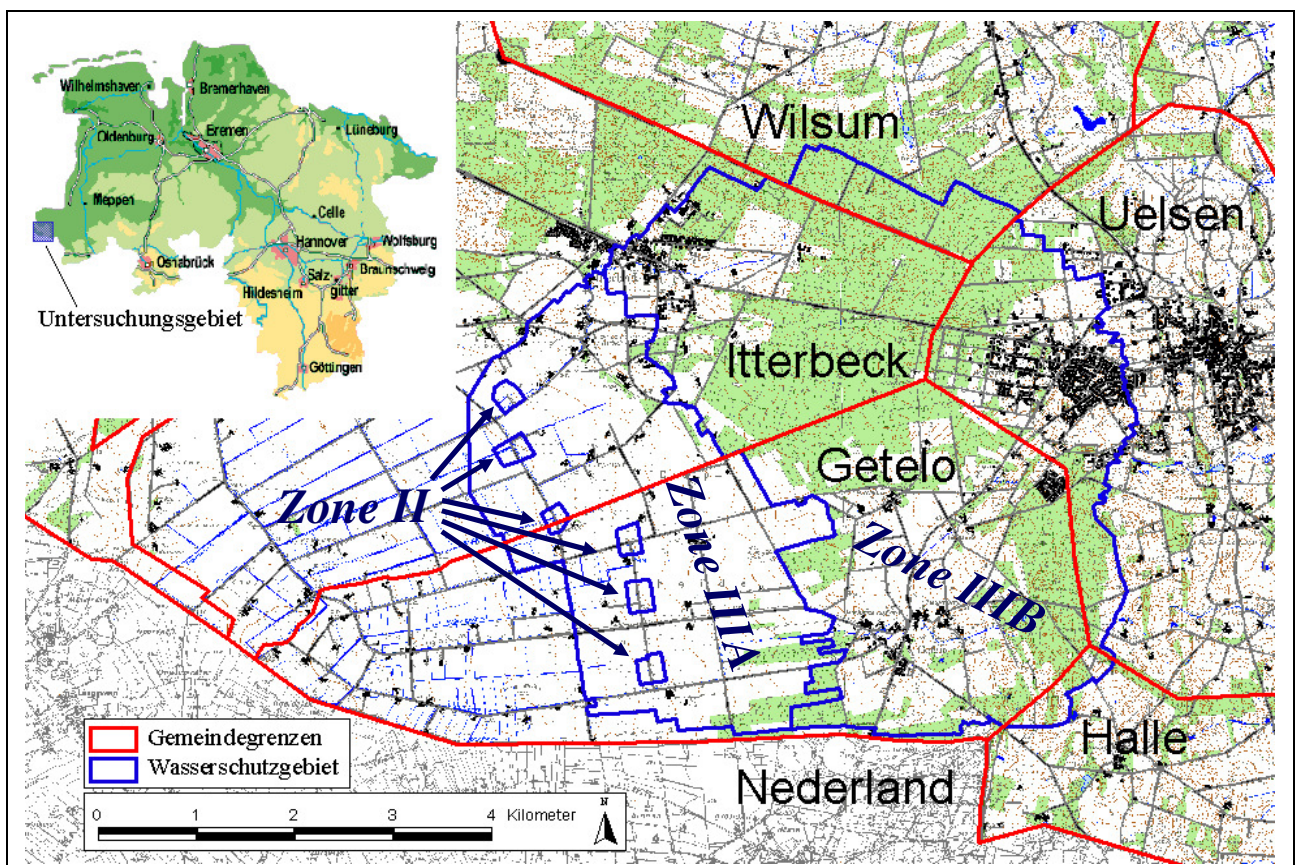 Wilhelmshaven
Bremerhaven
Oldenburg
Bremen
Lüneburg
Meppen
Celle
Hannover
Wolfsburg
Osnabrück
Salz-
gitter
Braunschweig
Hildesheim
Göttingen
Untersuchungsgebiet
Wilsum
Uelsen
Itterbeck
Getelo
Zone II
Zone IIIA
Zone IIIB
Halle
Nederland
Gemeindegrenzen
Wasserschutzgebiet
0 1 2 3 4 Kilometer
N